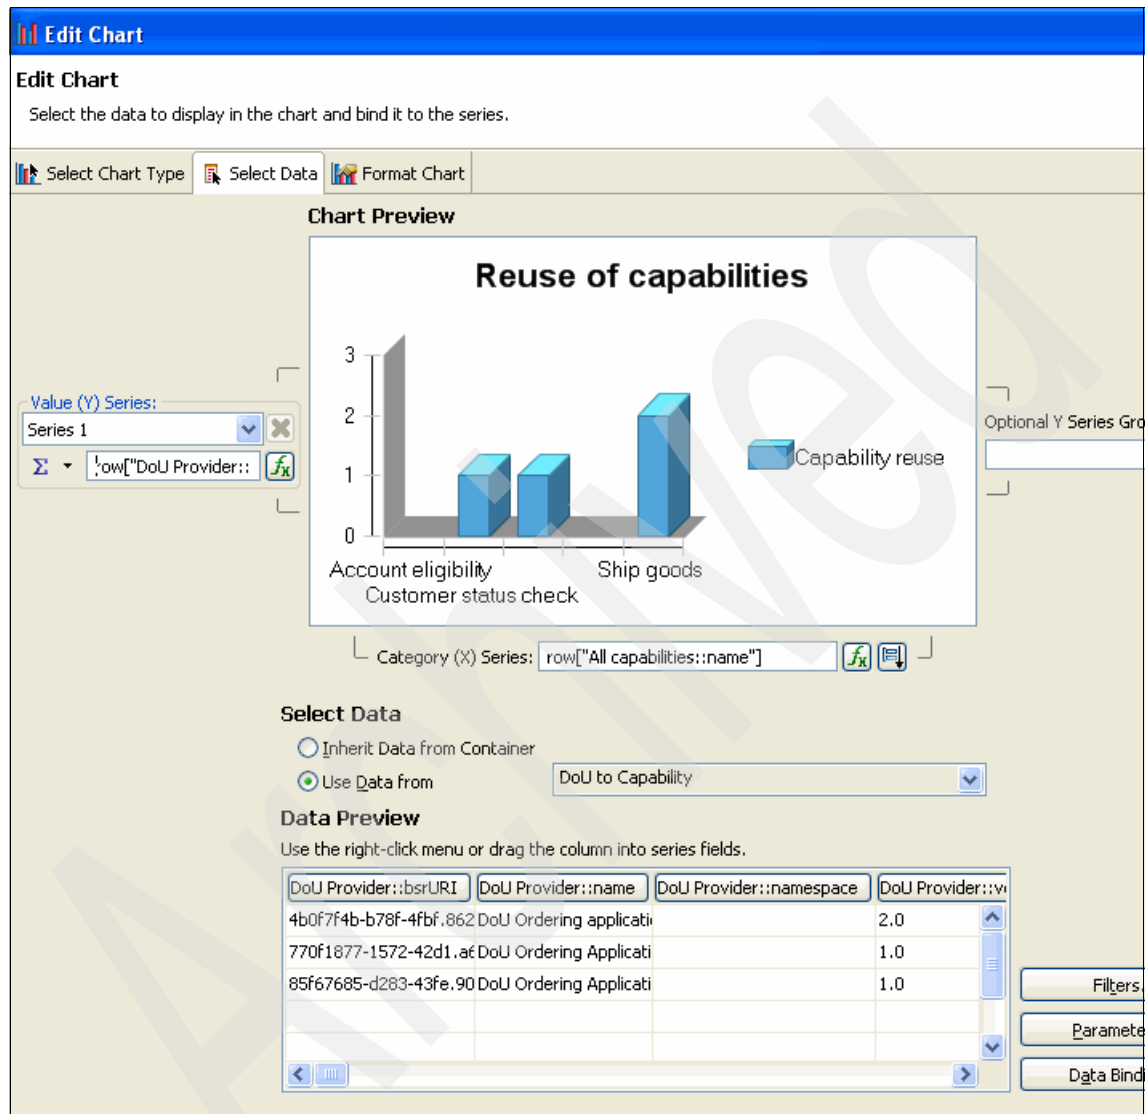 Edit Chart
Edit Chart
Select the data to display in the chart and bind it to the series.
Select Chart Type Select Data Format Chart
Chart Preview
Reuse of capabilities
3
2
1
0
Capability reuse
Account eligibility Ship goods
Customer status check
Value (Y) Series:
Series 1
Σ row["DoU Provider:: fx
Optional Y Series Gro
Category (X) Series: row["All capabilities::name"] fx
Select Data
Inherit Data from Container
Use Data from DoU to Capability
Data Preview
Use the right-click menu or drag the column into series fields.
DoU Provider::bsrURI DoU Provider::name DoU Provider::namespace DoU Provider::v
4b0f7f4b-b78f-4fbf.862 DoU Ordering applicati 2.0
770f1877-1572-42d1.a DoU Ordering Applicati 1.0
85f67685-d283-43fe.90 DoU Ordering Applicati 1.0
Filters.
Paramete
Data Bindi
Archived